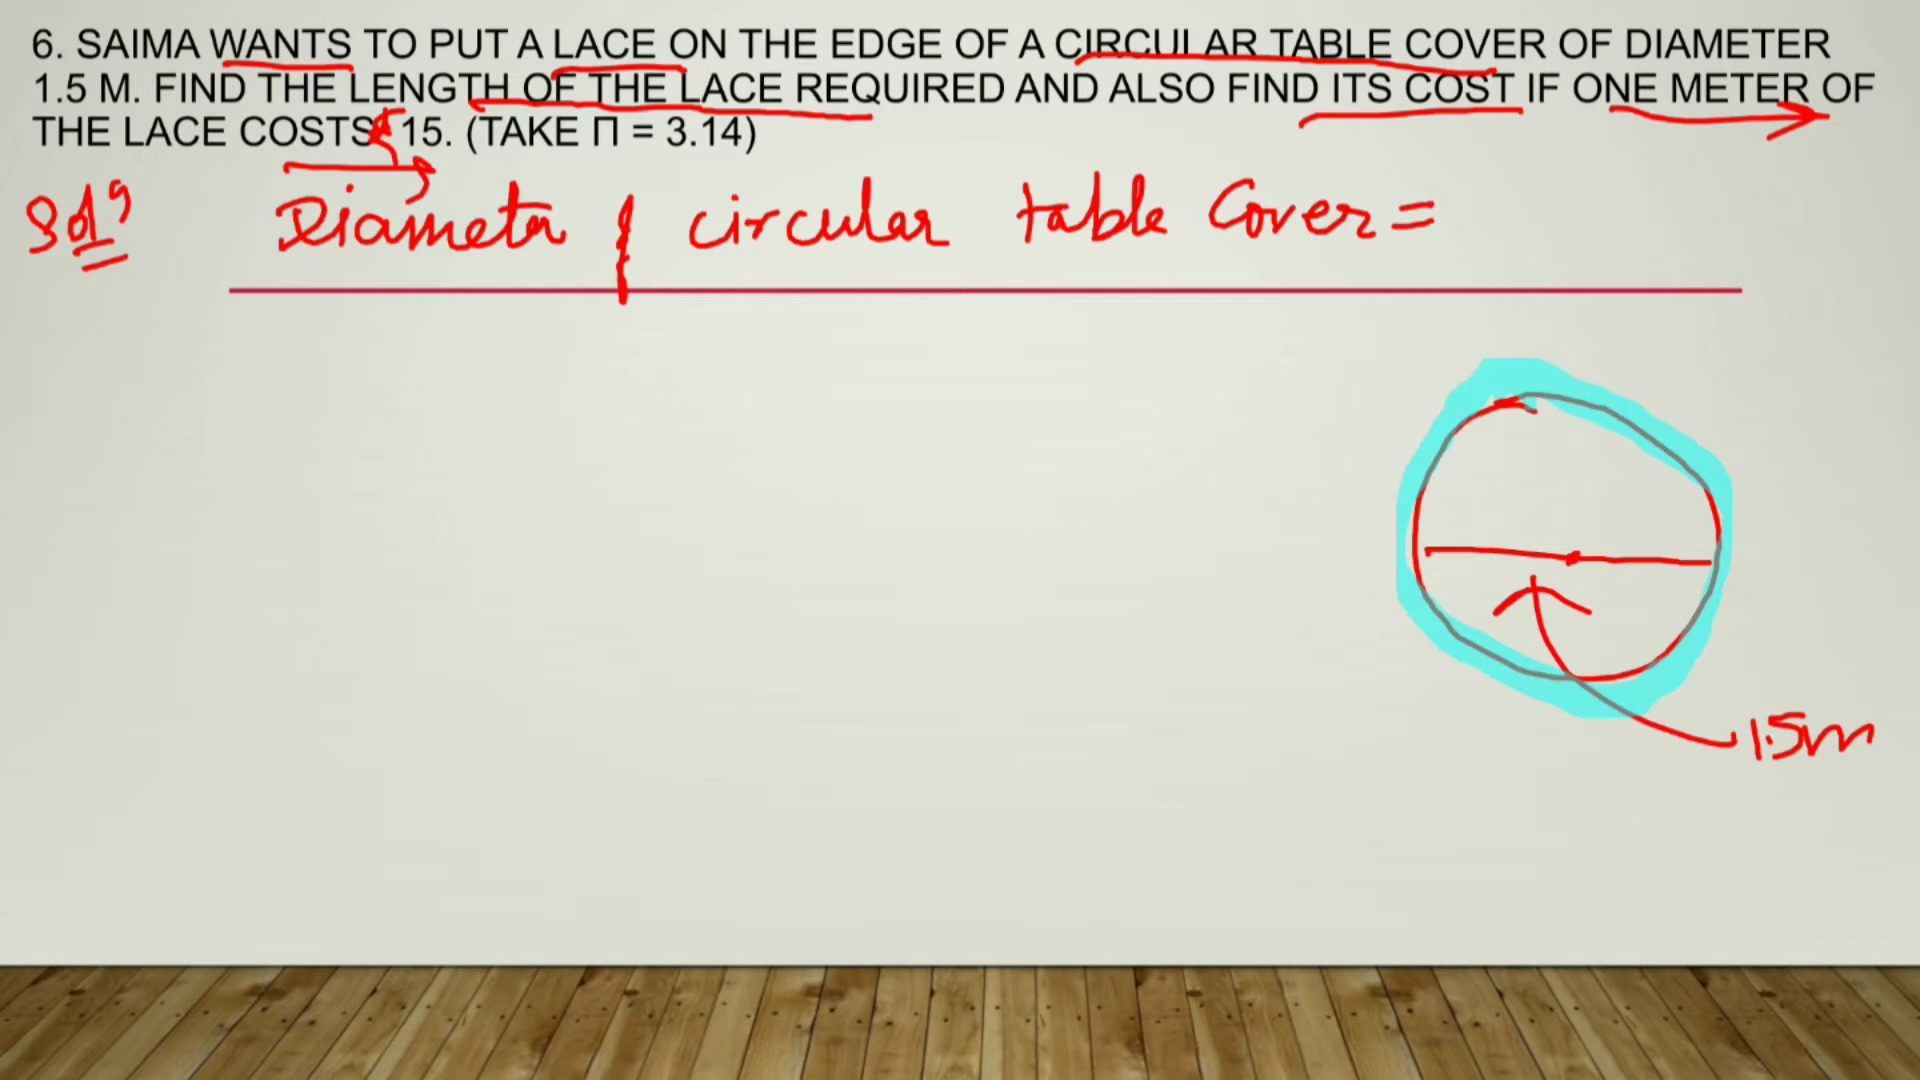 6. SAIMA WANTS TO PUT A LACE ON THE EDGE OF A CIRCULAR TABLE COVER OF DIAMETER
1.5 M. FIND THE LENGTH OF THE LACE REQUIRED AND ALSO FIND ITS COST IF ONE METER OF
THE LACE COSTS 15. (TAKE Π = 3.14)
Solⁿ Diameter of circular table Cover =
1.5m